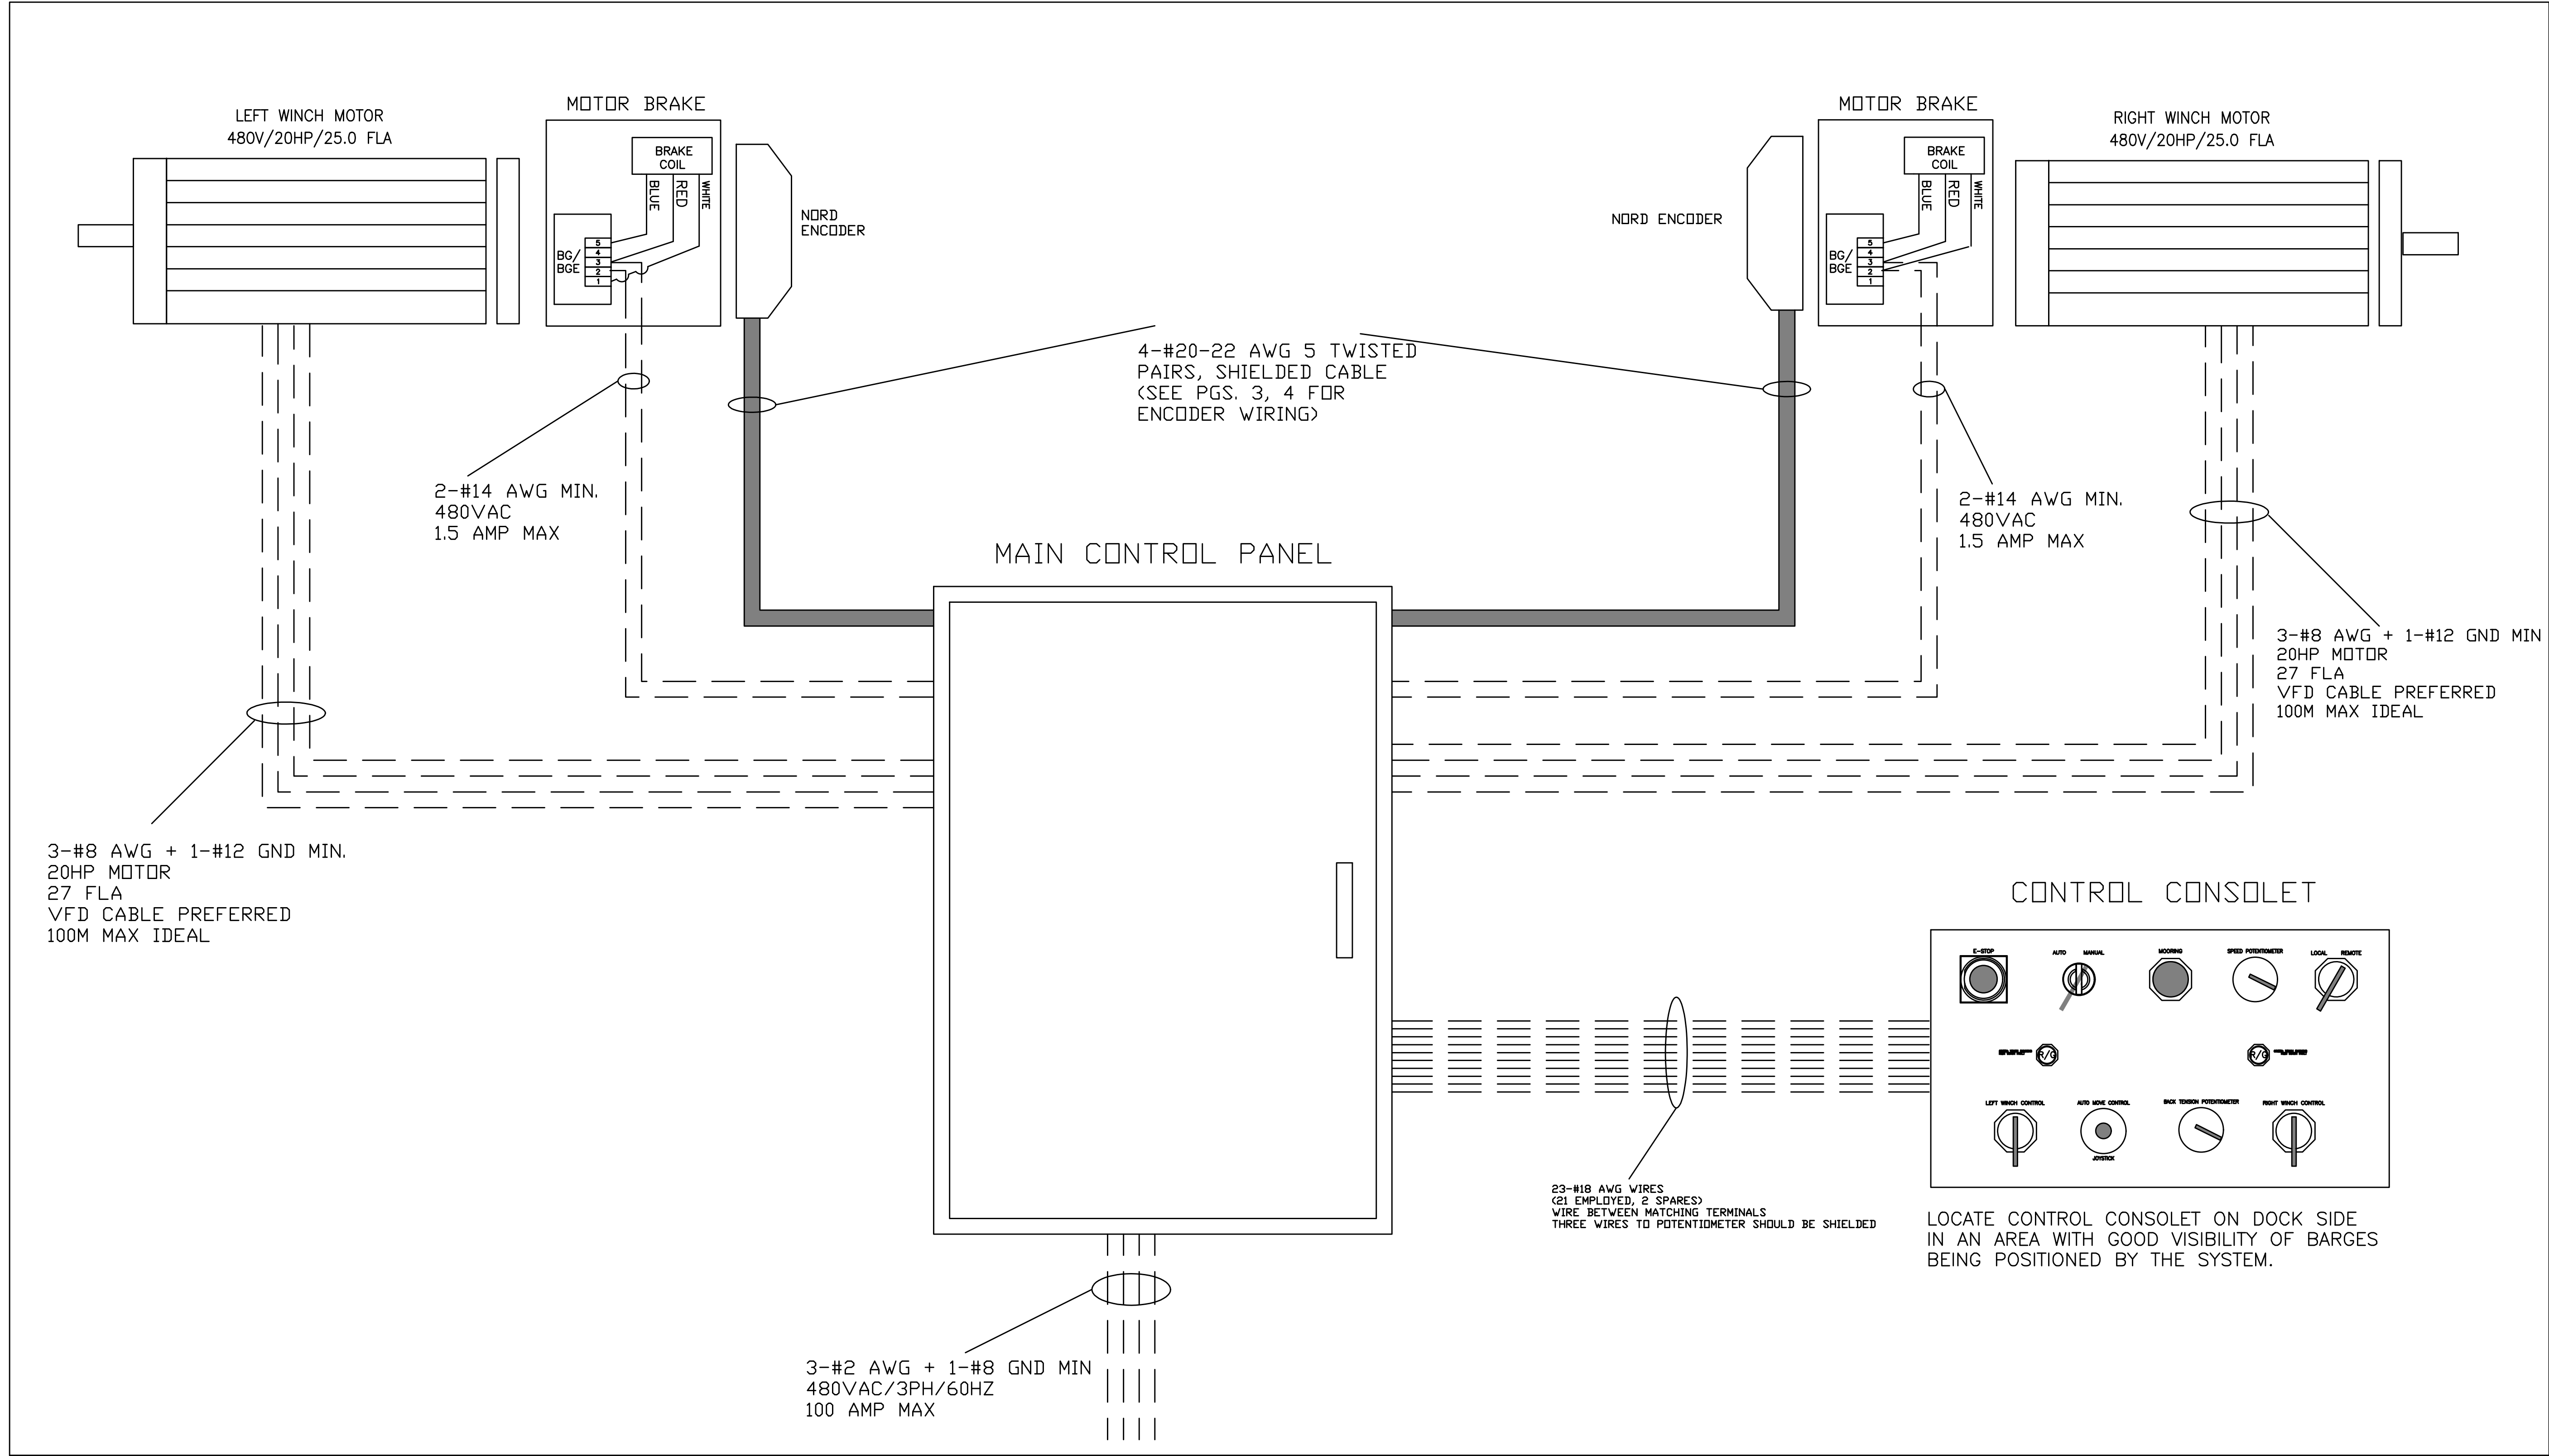 LEFT WINCH MOTOR
480V/20HP/25.0 FLA
MOTOR BRAKE
BRAKE
COIL
BLUE
RED
WHITE
BG/
BGE
5
4
3
2
1
NORD
ENCODER
MOTOR BRAKE
BRAKE
COIL
BLUE
RED
WHITE
BG/
BGE
5
4
3
2
1
NORD ENCODER
RIGHT WINCH MOTOR
480V/20HP/25.0 FLA
4-#20-22 AWG 5 TWISTED
PAIRS, SHIELDED CABLE
(SEE PGS. 3, 4 FOR
ENCODER WIRING)
2-#14 AWG MIN.
480VAC
1.5 AMP MAX
2-#14 AWG MIN.
480VAC
1.5 AMP MAX
MAIN CONTROL PANEL
3-#8 AWG + 1-#12 GND MIN
20HP MOTOR
27 FLA
VFD CABLE PREFERRED
100M MAX IDEAL
3-#8 AWG + 1-#12 GND MIN.
20HP MOTOR
27 FLA
VFD CABLE PREFERRED
100M MAX IDEAL
CONTROL CONSOLET
E-STOP
AUTO MANUAL
MOORING
SPEED POTENTIOMETER
LOCAL REMOTE
R/G
R/G
LEFT WINCH CONTROL
AUTO MOVE CONTROL
JOYSTICK
BACK TENSION POTENTIOMETER
RIGHT WINCH CONTROL
23-#18 AWG WIRES
(21 EMPLOYED, 2 SPARES)
WIRE BETWEEN MATCHING TERMINALS
THREE WIRES TO POTENTIOMETER SHOULD BE SHIELDED
LOCATE CONTROL CONSOLET ON DOCK SIDE
IN AN AREA WITH GOOD VISIBILITY OF BARGES
BEING POSITIONED BY THE SYSTEM.
3-#2 AWG + 1-#8 GND MIN
480VAC/3PH/60HZ
100 AMP MAX